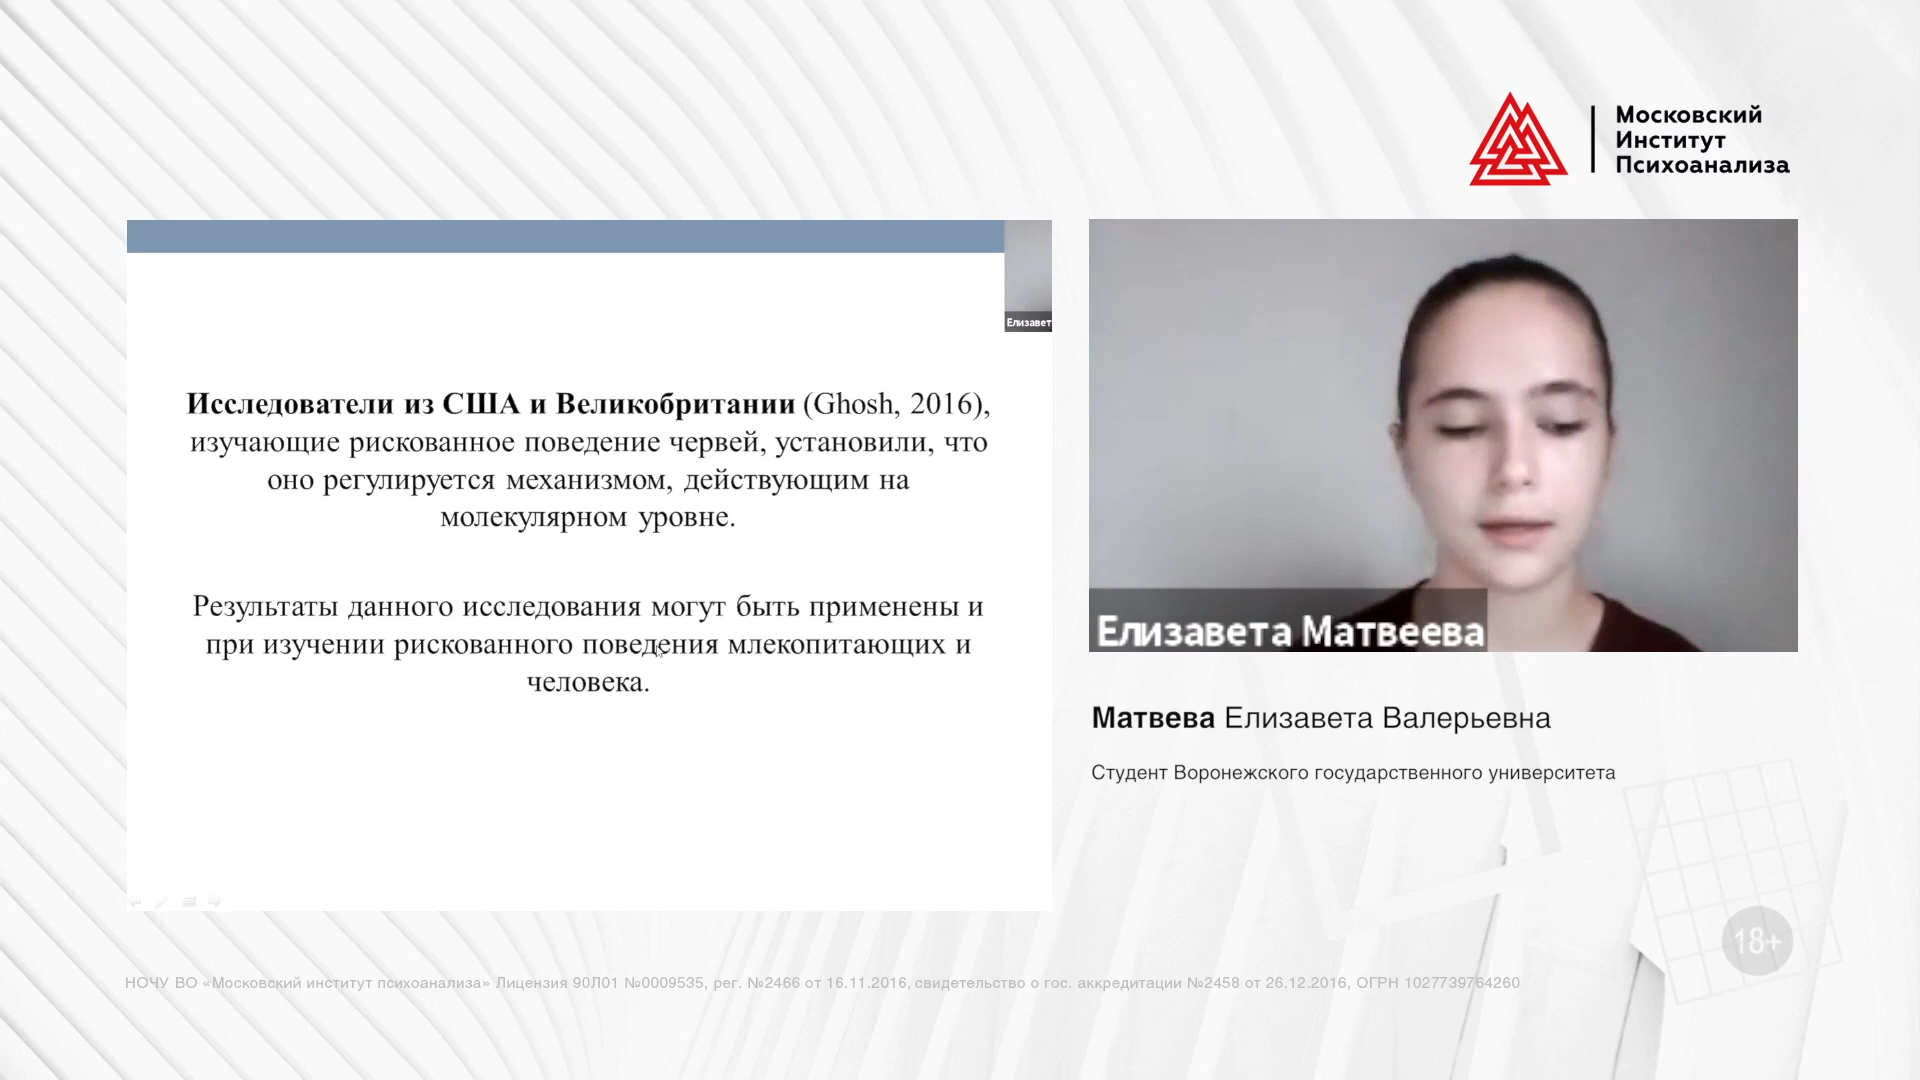 Московский
Институт
Психоанализа
Елизавет
Исследователи из США и Великобритании (Ghosh, 2016),
изучающие рискованное поведение червей, установили, что
оно регулируется механизмом, действующим на
молекулярном уровне.
Результаты данного исследования могут быть применены и
при изучении рискованного поведения млекопитающих и
человека.
Елизавета Матвеева
Матвева Елизавета Валерьевна
Студент Воронежского государственного университета
18+
НОЧУ ВО «Московский институт психоанализа» Лицензия 90Л01 №0009535, рег. №2466 от 16.11.2016, свидетельство о гос. аккредитации №2458 от 26.12.2016, ОГРН 1027739764260